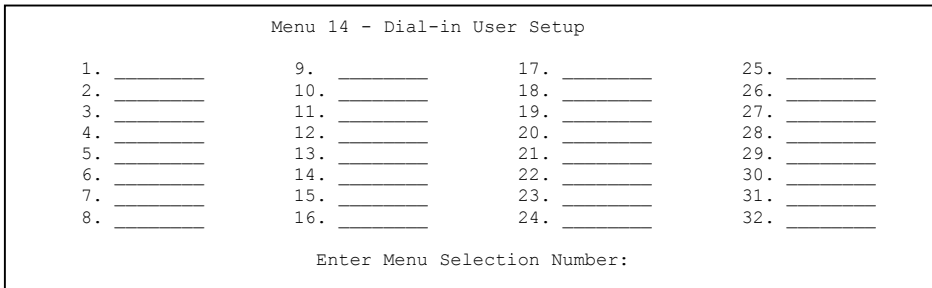 Menu 14 - Dial-in User Setup
1. ________ 9. ________ 17. ________ 25. ________
2. ________ 10. ________ 18. ________ 26. ________
3. ________ 11. ________ 19. ________ 27. ________
4. ________ 12. ________ 20. ________ 28. ________
5. ________ 13. ________ 21. ________ 29. ________
6. ________ 14. ________ 22. ________ 30. ________
7. ________ 15. ________ 23. ________ 31. ________
8. ________ 16. ________ 24. ________ 32. ________
Enter Menu Selection Number: